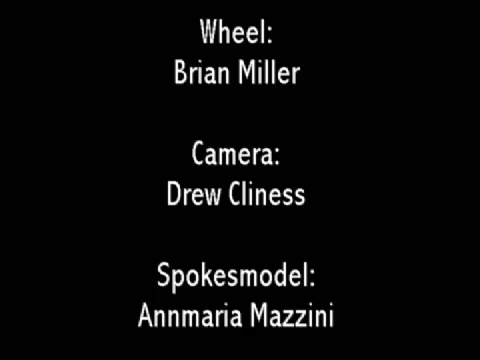 Wheel:
Brian Miller
Camera:
Drew Cliness
Spokesmodel:
Annmaria Mazzini